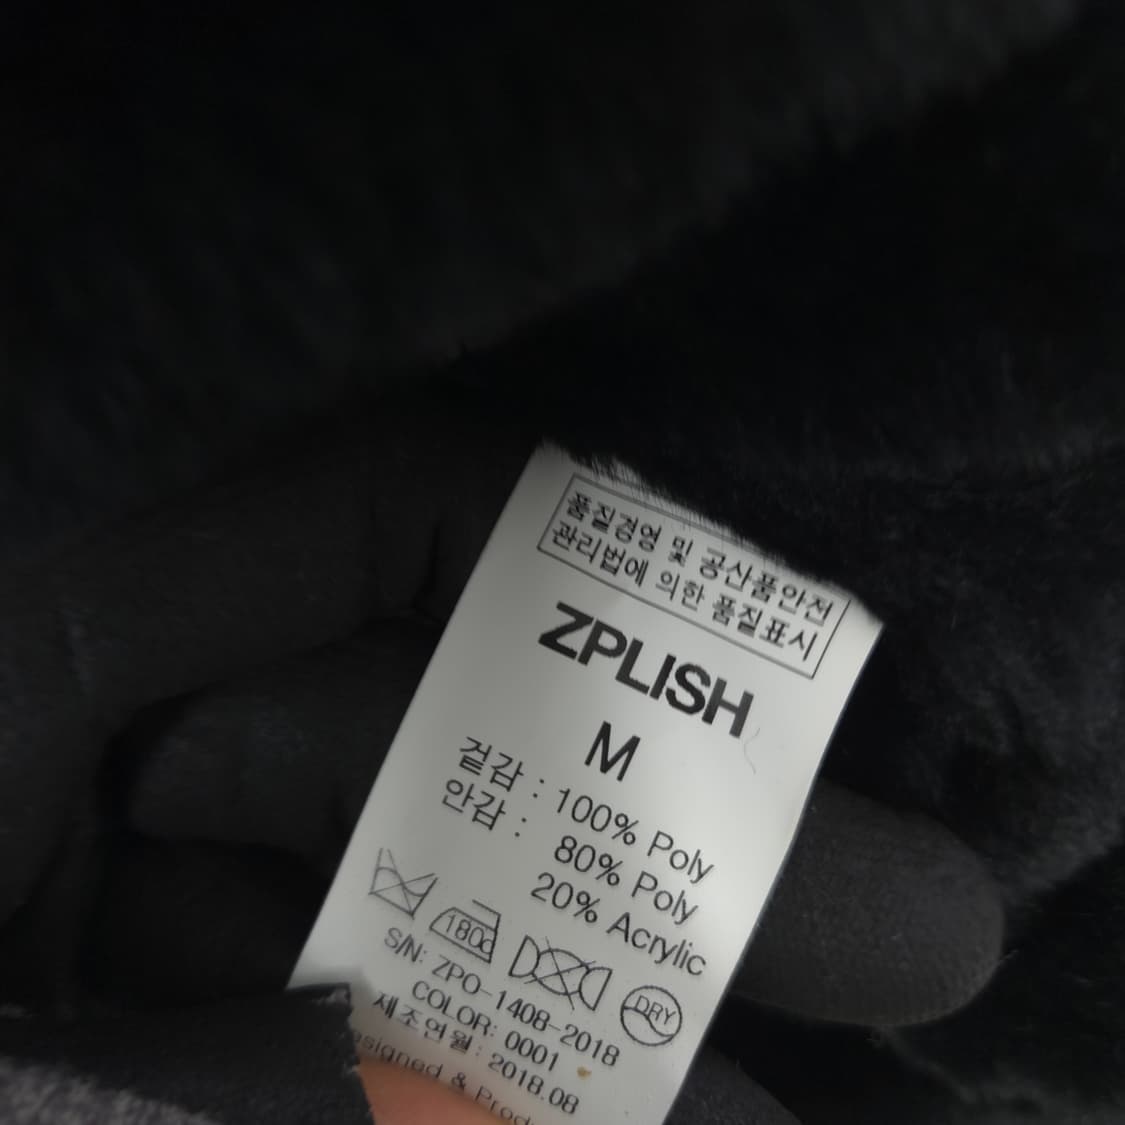 품질경영 및 공산품안전
관리법에 의한 품질표시
ZPLISH
M
겉감 : 100% Poly
안감 : 80% Poly
20% Acrylic
180c
DRY
S/N: ZPO-1408-2018
COLOR: 0001
제조연월 : 2018.08
&